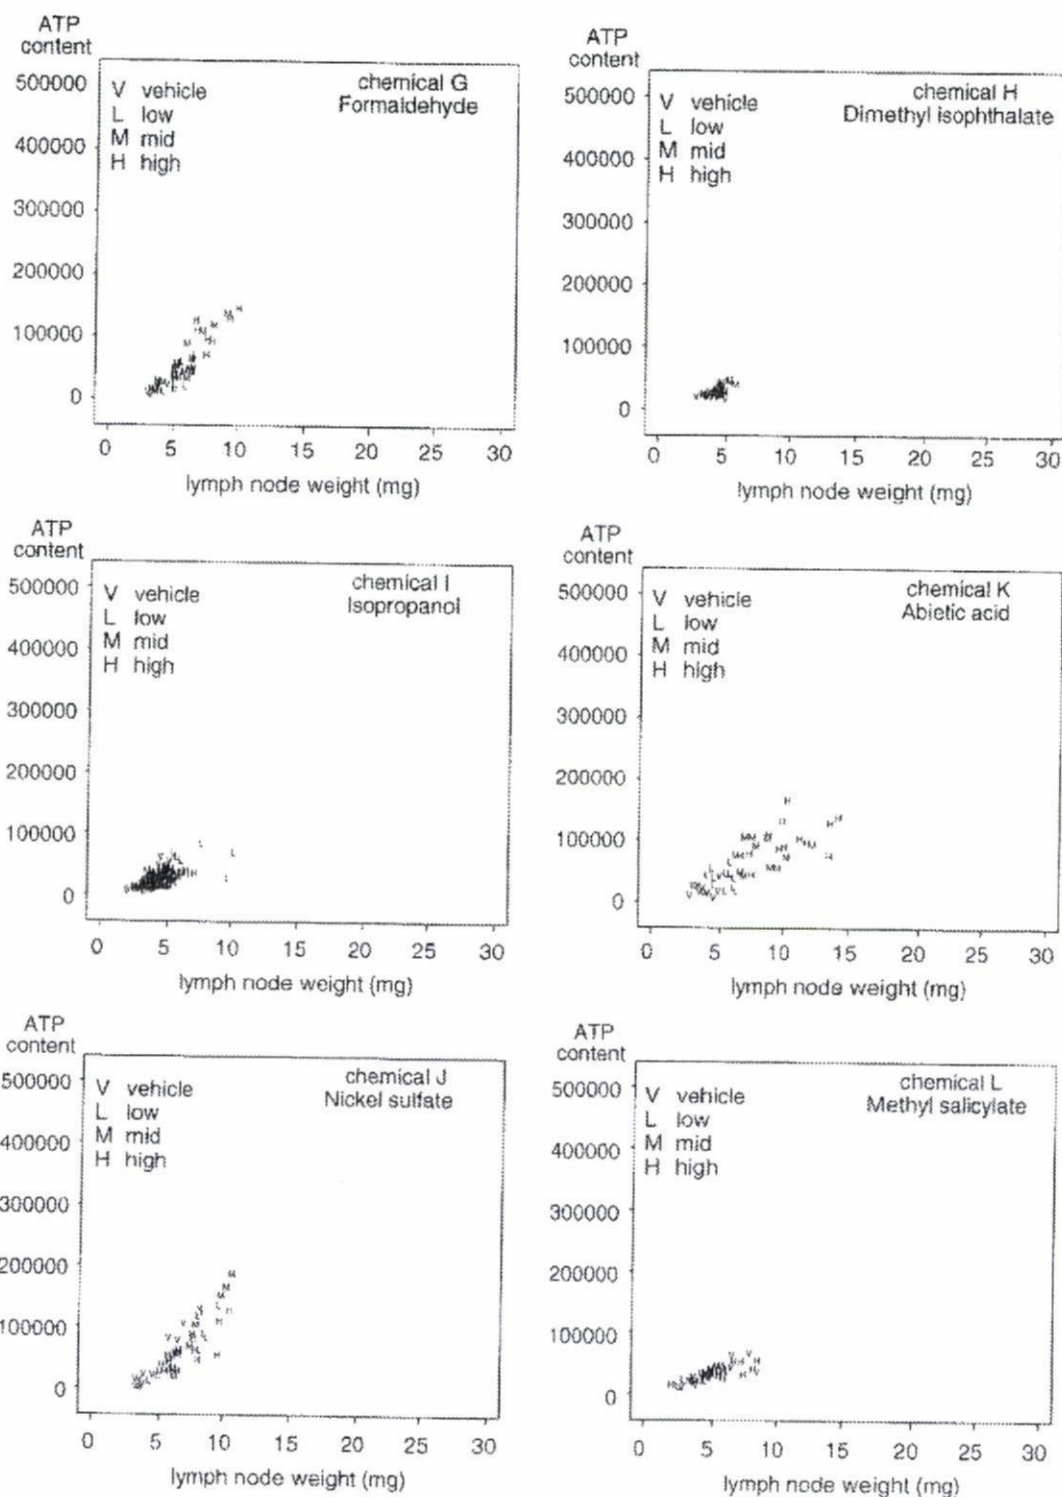 ATP
content
500000
400000
300000
200000
100000
0
V vehicle
L low
M mid
H high
chemical G
Formaldehyde
0 5 10 15 20 25 30
lymph node weight (mg)
ATP
content
500000
400000
300000
200000
100000
0
V vehicle
L low
M mid
H high
chemical H
Dimethyl isophthalate
0 5 10 15 20 25 30
lymph node weight (mg)
ATP
content
500000
400000
300000
200000
100000
0
V vehicle
L low
M mid
H high
chemical I
Isopropanol
0 5 10 15 20 25 30
lymph node weight (mg)
ATP
content
500000
400000
300000
200000
100000
0
V vehicle
L low
M mid
H high
chemical K
Abietic acid
0 5 10 15 20 25 30
lymph node weight (mg)
ATP
content
500000
400000
300000
200000
100000
0
V vehicle
L low
M mid
H high
chemical J
Nickel sulfate
0 5 10 15 20 25 30
lymph node weight (mg)
ATP
content
500000
400000
300000
200000
100000
0
V vehicle
L low
M mid
H high
chemical L
Methyl salicylate
0 5 10 15 20 25 30
lymph node weight (mg)